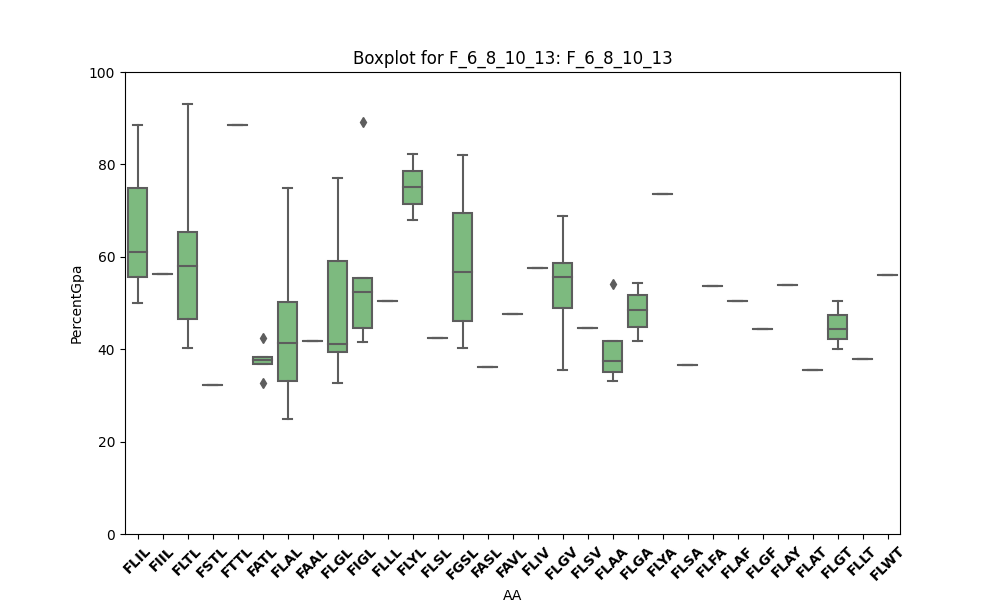 Boxplot for F_6_8_10_13: F_6_8_10_13
100
80
60
40
20
0
PercentGpa
FLIL FIIL FLTL FSTL FTTL FATL FLAL FAAL FLGL FIGL FLLL FLYL FLSL FGSL FASL FAVL FLIV FLGV FLSV FLAA FLGA FLYA FLSA FLFA FLAF FLGF FLAY FLAT FLGT FLLT FLWT
AA